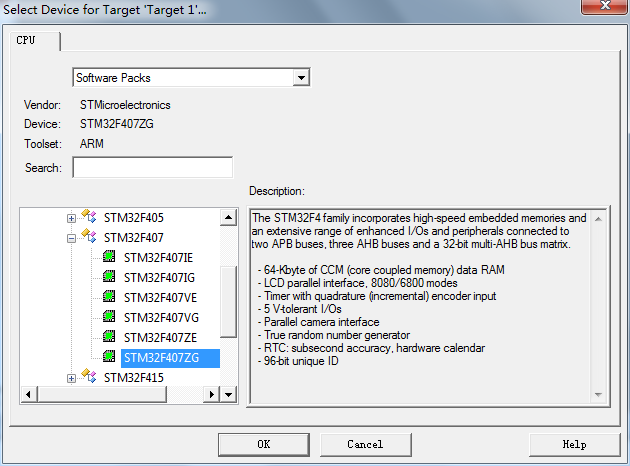 Select Device for Target 'Target 1'...
CPU
Software Packs
Vendor: STMicroelectronics
Device: STM32F407ZG
Toolset: ARM
Search:
Description:
STM32F405
STM32F407
STM32F407IE
STM32F407IG
STM32F407VE
STM32F407VG
STM32F407ZE
STM32F407ZG
STM32F415
The STM32F4 family incorporates high-speed embedded memories and
an extensive range of enhanced I/Os and peripherals connected to
two APB buses, three AHB buses and a 32-bit multi-AHB bus matrix.
- 64-Kbyte of CCM (core coupled memory) data RAM
- LCD parallel interface, 8080/6800 modes
- Timer with quadrature (incremental) encoder input
- 5 V-tolerant I/Os
- Parallel camera interface
- True random number generator
- RTC: subsecond accuracy, hardware calendar
- 96-bit unique ID
OK
Cancel
Help